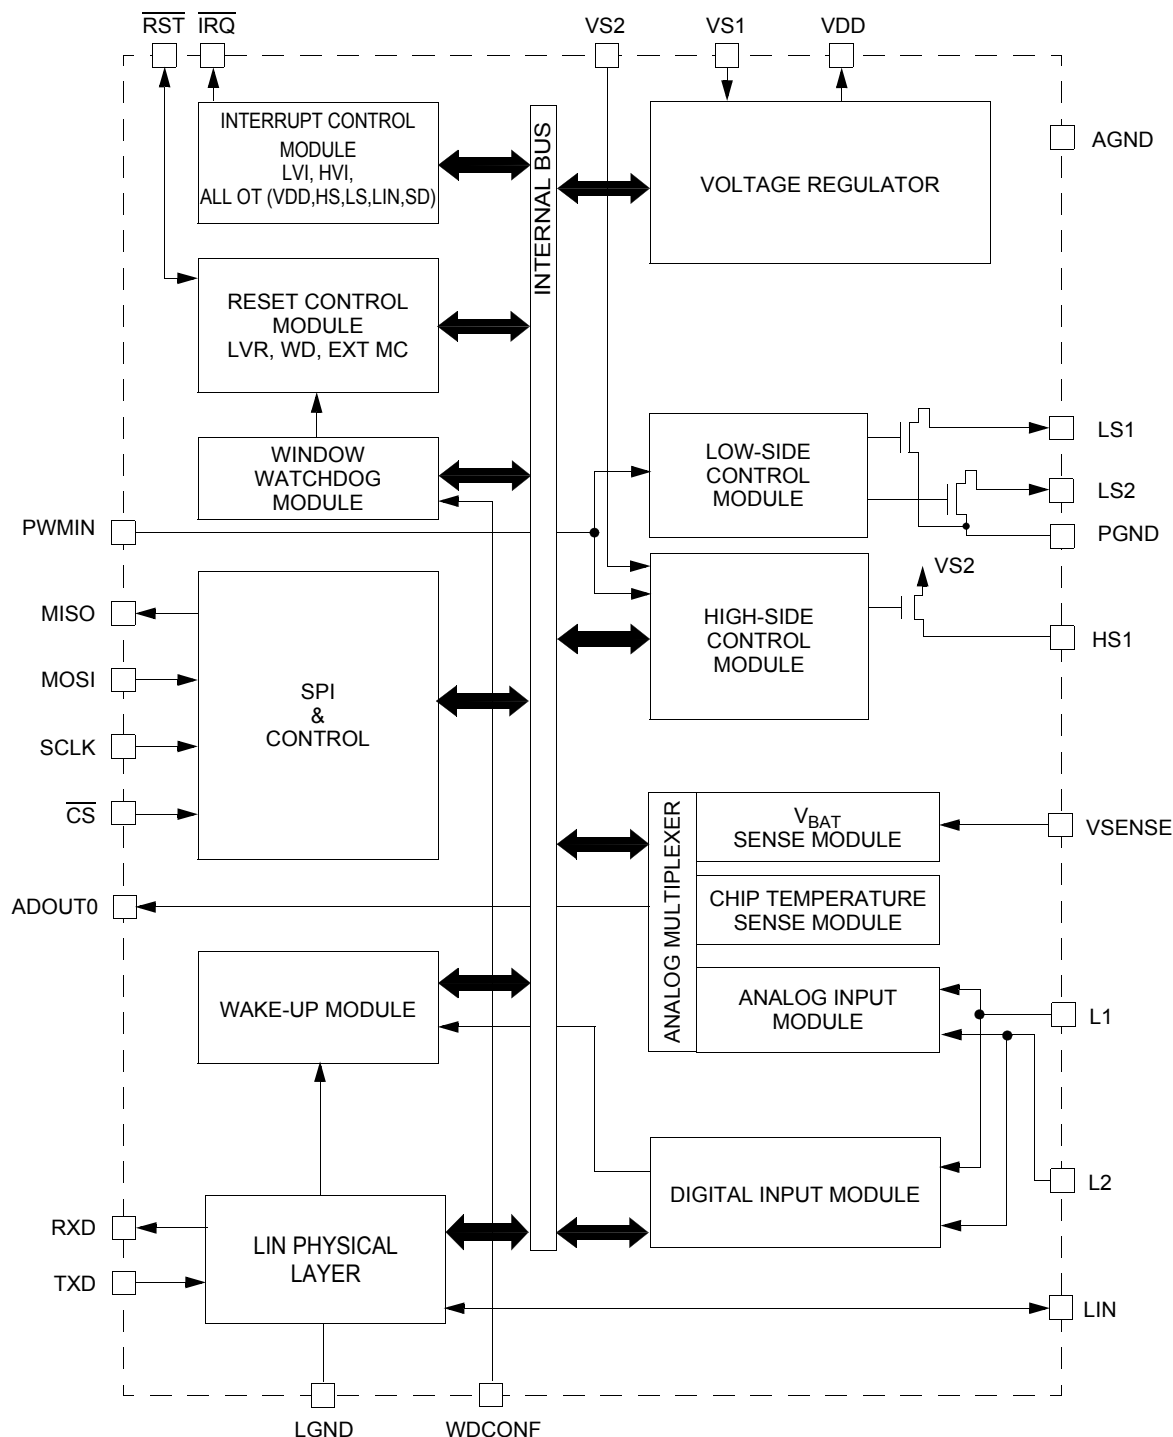 RST IRQ VS2 VS1 VDD
INTERRUPT CONTROL
MODULE
LVI, HVI,
ALL OT (VDD,HS,LS,LIN,SD)
INTERNAL BUS
VOLTAGE REGULATOR
AGND
RESET CONTROL
MODULE
LVR, WD, EXT MC
WINDOW
WATCHDOG
MODULE
LOW-SIDE
CONTROL
MODULE
LS1
LS2
PGND
PWMIN
VS2
HIGH-SIDE
CONTROL
MODULE
HS1
MISO
MOSI
SCLK
CS
SPI
&
CONTROL
ANALOG MULTIPLEXER
VBAT
SENSE MODULE
VSENSE
CHIP TEMPERATURE
SENSE MODULE
ADOUT0
WAKE-UP MODULE
ANALOG INPUT
MODULE
L1
DIGITAL INPUT MODULE
L2
RXD
TXD
LIN PHYSICAL
LAYER
LIN
LGND
WDCONF